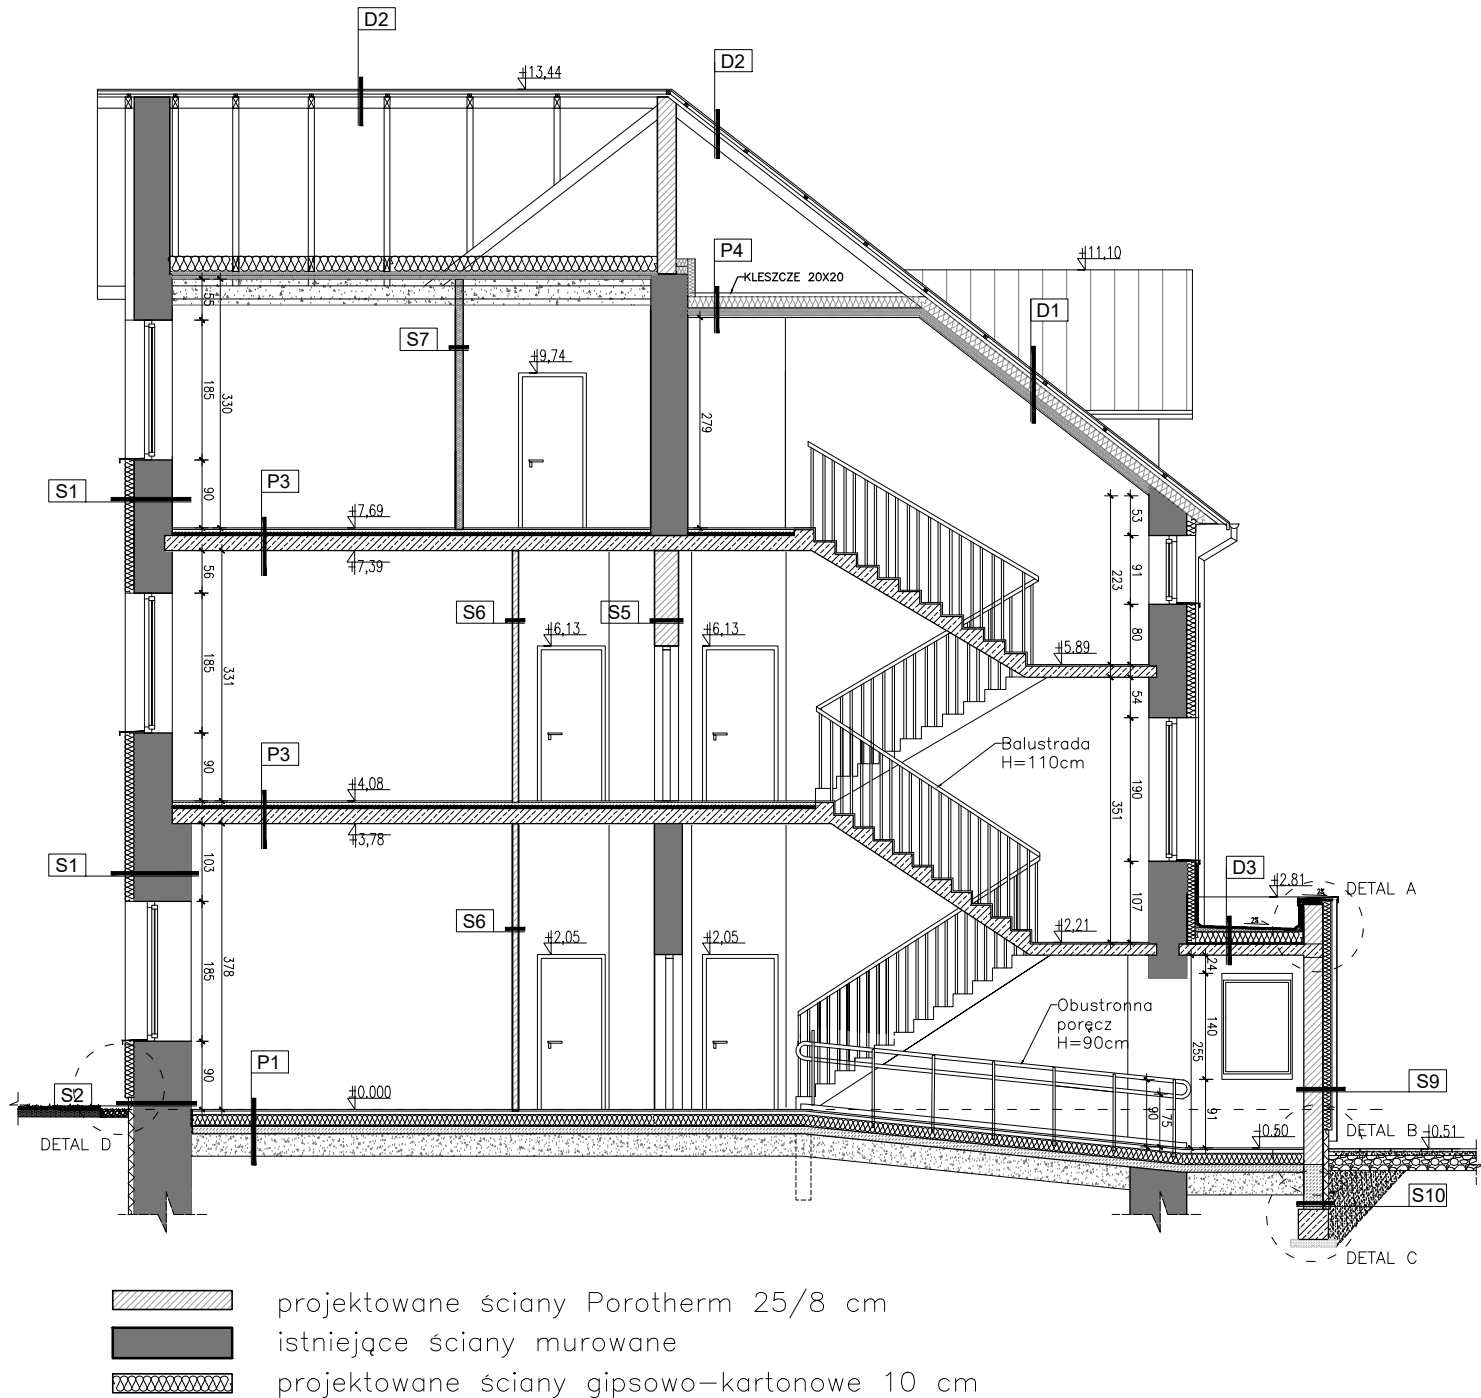 D2
D2
+13,44
P4
+11,10
KLESZCZE 20X20
55
D1
S7
+9,74
185
330
279
P3
S1
90
53
+7,69
+7,39
56
91
223
S6
S5
+6,13
+6,13
80
+5.89
185
331
54
Balustrada
H=110cm
P3
90
+4,08
190
351
+3,78
103
S1
D3
+2,81
2%
DETAL A
107
S6
2%
+2,05
+2,05
+2,21
24
185
378
Obustronna
poręcz
H=90cm
140
255
P1
90
S2
S9
+0.000
90
75
91
DETAL D
+0,50
DETAL B
+0,51
S10
DETAL C
projektowane ściany Porotherm 25/8 cm
istniejące ściany murowane
projektowane ściany gipsowo-kartonowe 10 cm